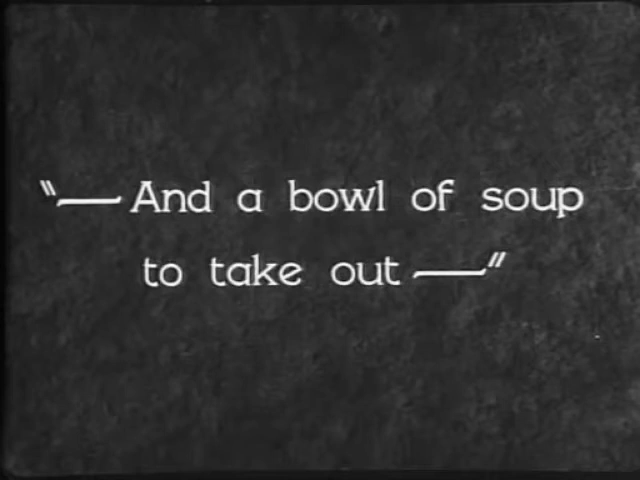 "— And a bowl of soup
to take out —"